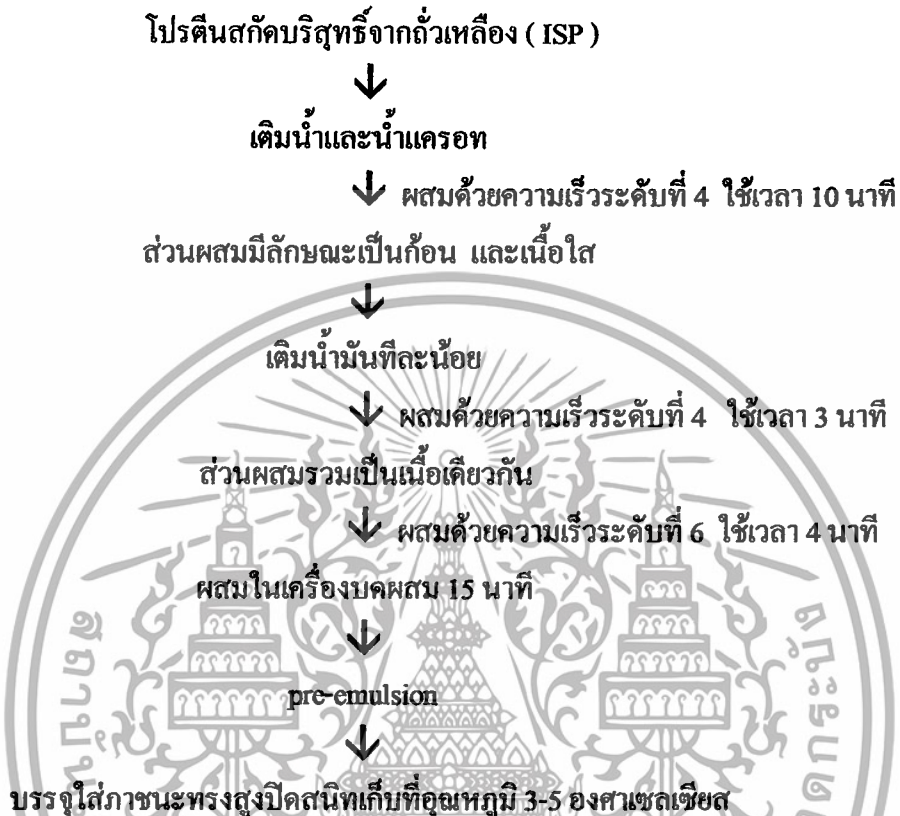 โปรตีนสกัดบริสุทธิ์จากถั่วเหลือง ( ISP )
↓
เติมน้ำและน้ำแครอท
↓ ผสมด้วยความเร็วระดับที่ 4 ใช้เวลา 10 นาที
ส่วนผสมมีลักษณะเป็นก้อน และเนื้อใส
↓
เติมน้ำมันทีละน้อย
↓ ผสมด้วยความเร็วระดับที่ 4 ใช้เวลา 3 นาที
ส่วนผสมรวมเป็นเนื้อเดียวกัน
↓ ผสมด้วยความเร็วระดับที่ 6 ใช้เวลา 4 นาที
ผสมในเครื่องบดผสม 15 นาที
↓
pre-emulsion
↓
บรรจุใส่ภาชนะทรงสูงปิดสนิทเก็บที่อุณหภูมิ 3-5 องศาเซลเซียส